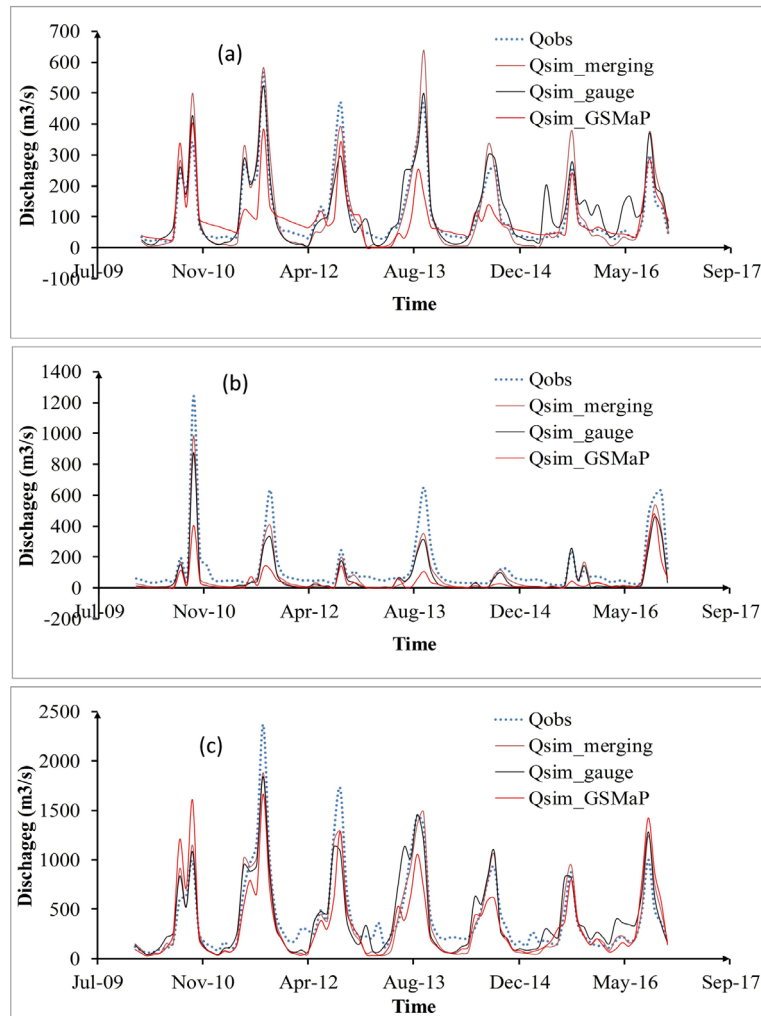 (a)
Dischageg (m3/s)
700
600
500
400
300
200
100
0
-100
Qobs
Qsim_merging
Qsim_gauge
Qsim_GSMaP
Jul-09 Nov-10 Apr-12 Aug-13 Dec-14 May-16 Sep-17
Time
(b)
Dischageg (m3/s)
1400
1200
1000
800
600
400
200
0
-200
Qobs
Qsim_merging
Qsim_gauge
Qsim_GSMaP
Jul-09 Nov-10 Apr-12 Aug-13 Dec-14 May-16 Sep-17
Time
(c)
Dischageg (m3/s)
2500
2000
1500
1000
500
0
Qobs
Qsim_merging
Qsim_gauge
Qsim_GSMaP
Jul-09 Nov-10 Apr-12 Aug-13 Dec-14 May-16 Sep-17
Time